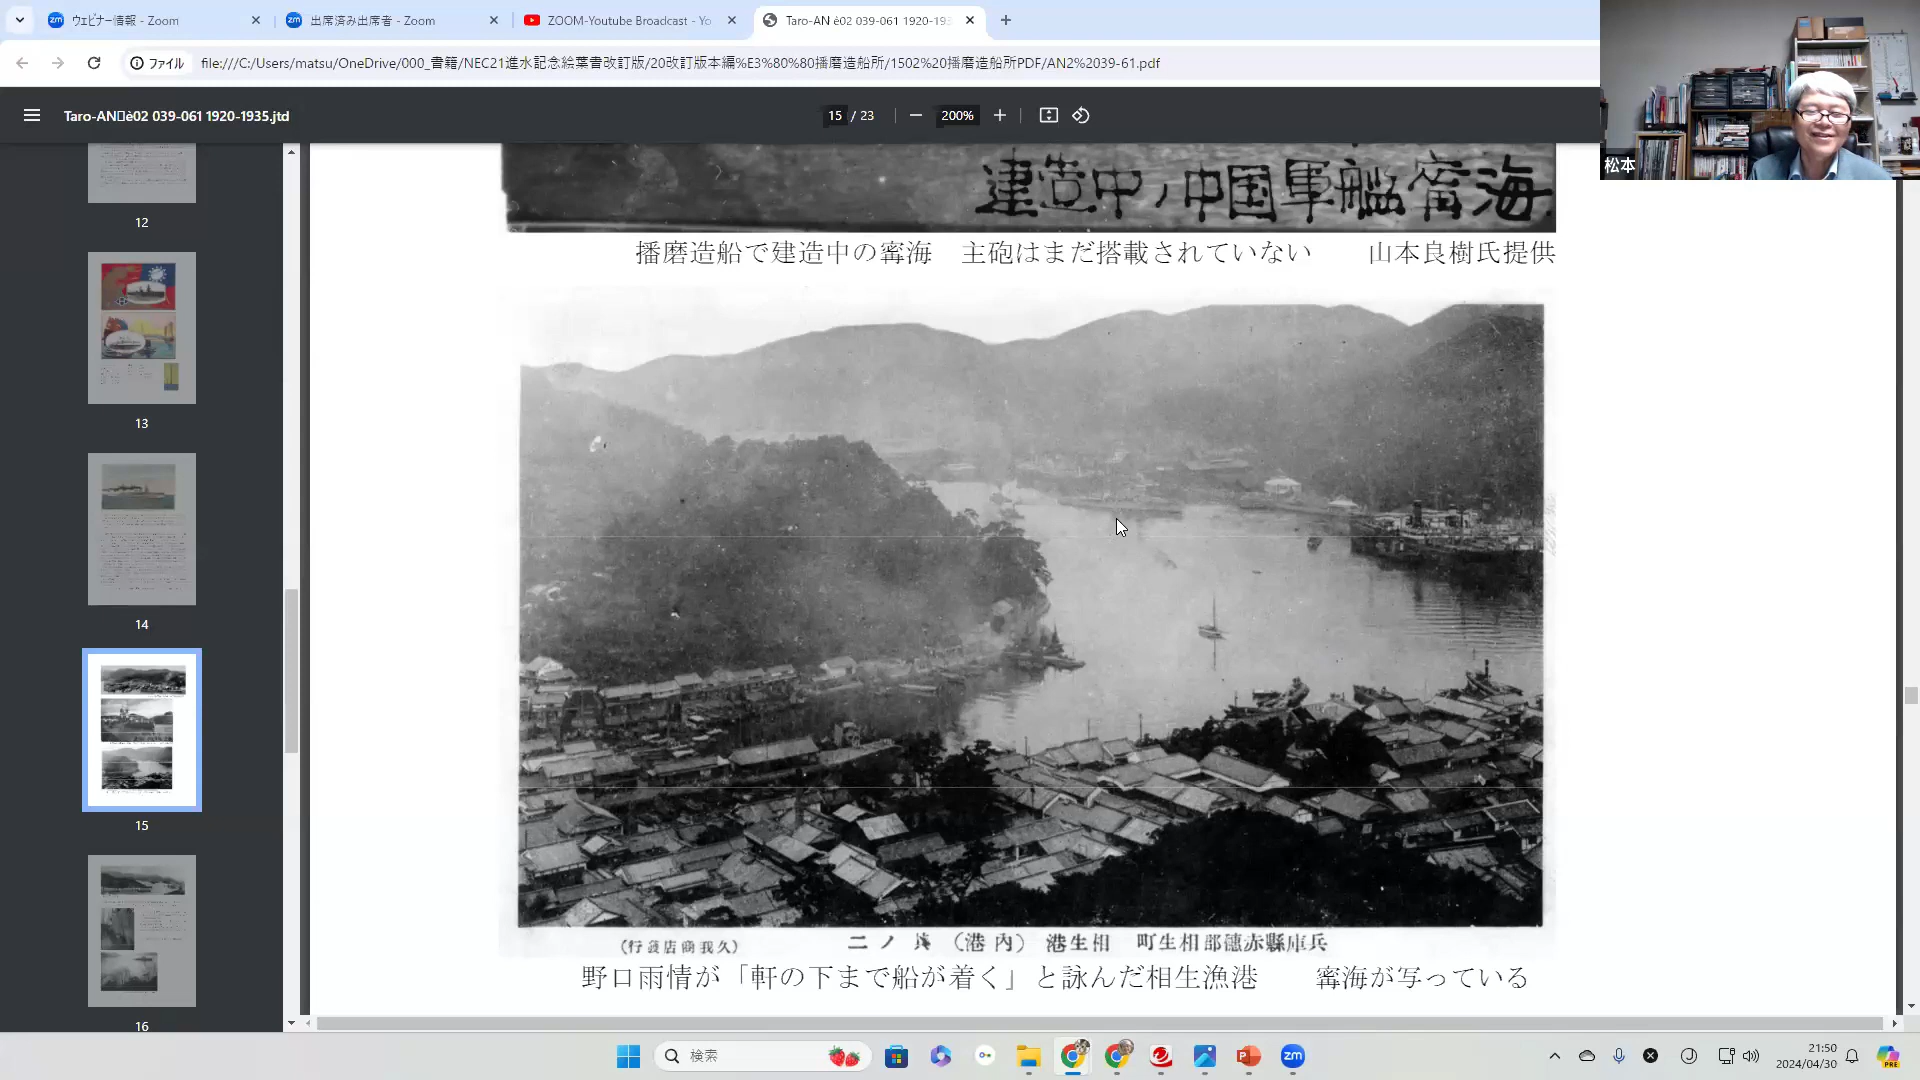 ウェビナー情報 - Zoom
出席済み出席者 - Zoom
ZOOM-Youtube Broadcast - Yo
Taro-AN è02 039-061 1920-193
ファイル
file:///C:/Users/matsu/OneDrive/000_書籍/NEC21進水記念絵葉書改訂版/20改訂版本編%E3%80%80播磨造船所/1502%20播磨造船所PDF/AN2%2039-61.pdf
Taro-AN è02 039-061 1920-1935.jtd
15 / 23
200%
松本
12
13
14
15
16
建造中ノ中国軍艦寗海
播磨造船で建造中の寗海 主砲はまだ搭載されていない 山本良樹氏提供
(行發店商我久)
二ノ其 (港内) 港生相 町生相郡穂赤縣庫兵
野口雨情が「軒の下まで船が着く」と詠んだ相生漁港 寗海が写っている
検索
21:50
2024/04/30